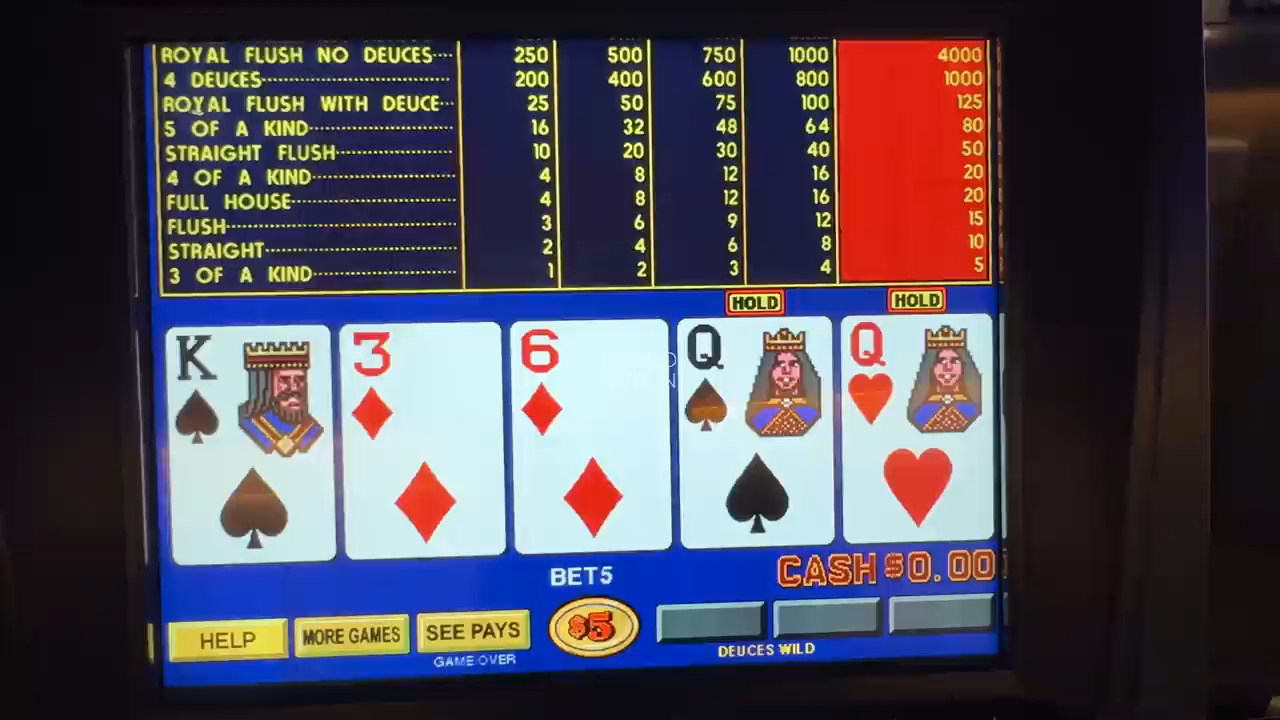 ROYAL FLUSH NO DEUCES 250 500 750 1000 4000
4 DEUCES 200 400 600 800 1000
ROYAL FLUSH WITH DEUCE 25 50 75 100 125
5 OF A KIND 16 32 48 64 80
STRAIGHT FLUSH 10 20 30 40 50
4 OF A KIND 4 8 12 16 20
FULL HOUSE 4 8 12 16 20
FLUSH 3 6 9 12 15
STRAIGHT 2 4 6 8 10
3 OF A KIND 1 2 3 4 5
HOLD HOLD
K 3 6 Q Q
BET5
CASH $0.00
HELP MORE GAMES SEE PAYS $5
GAME OVER DEUCES WILD